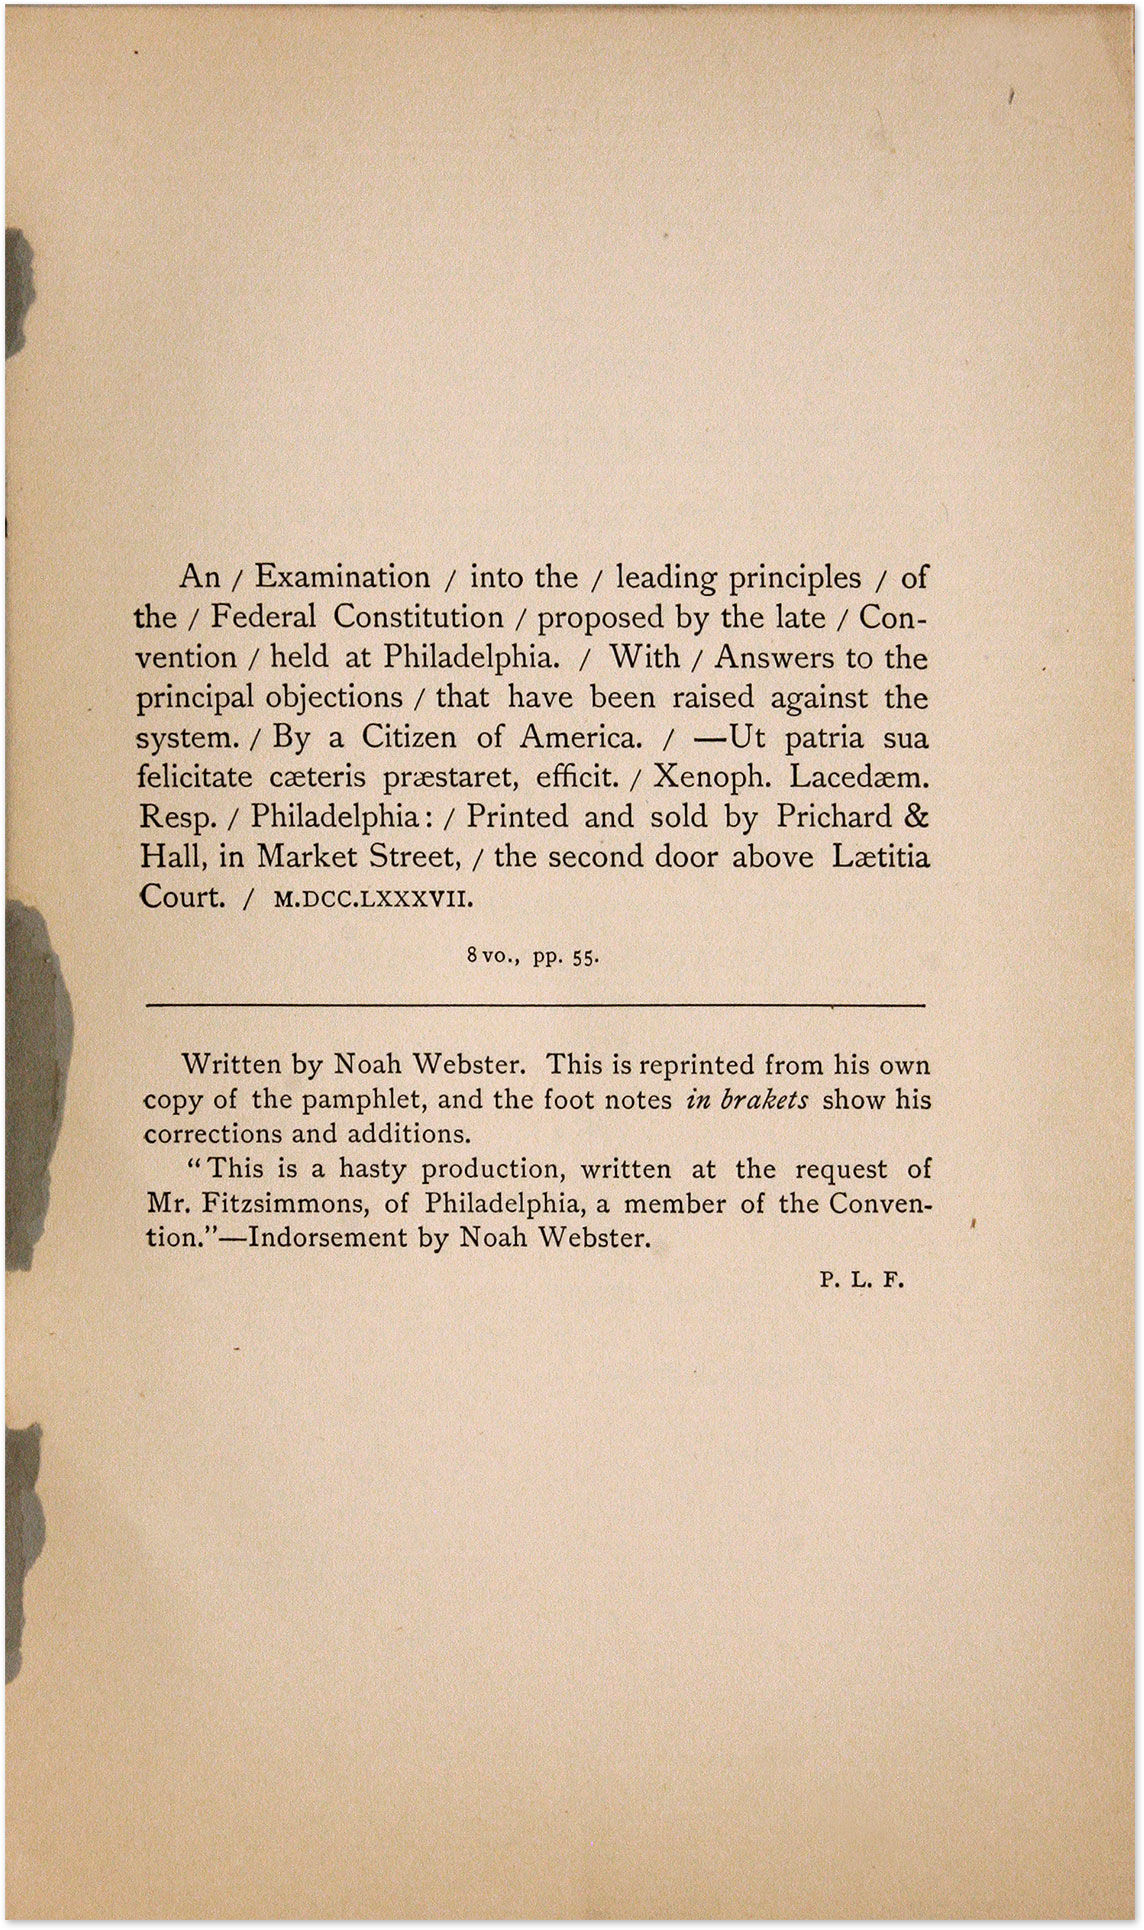 An / Examination / into the / leading principles / of
the / Federal Constitution / proposed by the late / Con-
vention / held at Philadelphia. / With / Answers to the
principal objections / that have been raised against the
system. / By a Citizen of America. / —Ut patria sua
felicitate cæteris præstaret, efficit. / Xenoph. Lacedæm.
Resp. / Philadelphia: / Printed and sold by Prichard &
Hall, in Market Street, / the second door above Lætitia
Court. / M.DCC.LXXXVII.
8vo., pp. 55.
Written by Noah Webster. This is reprinted from his own
copy of the pamphlet, and the foot notes in brakets show his
corrections and additions.
“This is a hasty production, written at the request of
Mr. Fitzsimmons, of Philadelphia, a member of the Conven-
tion.”—Indorsement by Noah Webster.
P. L. F.